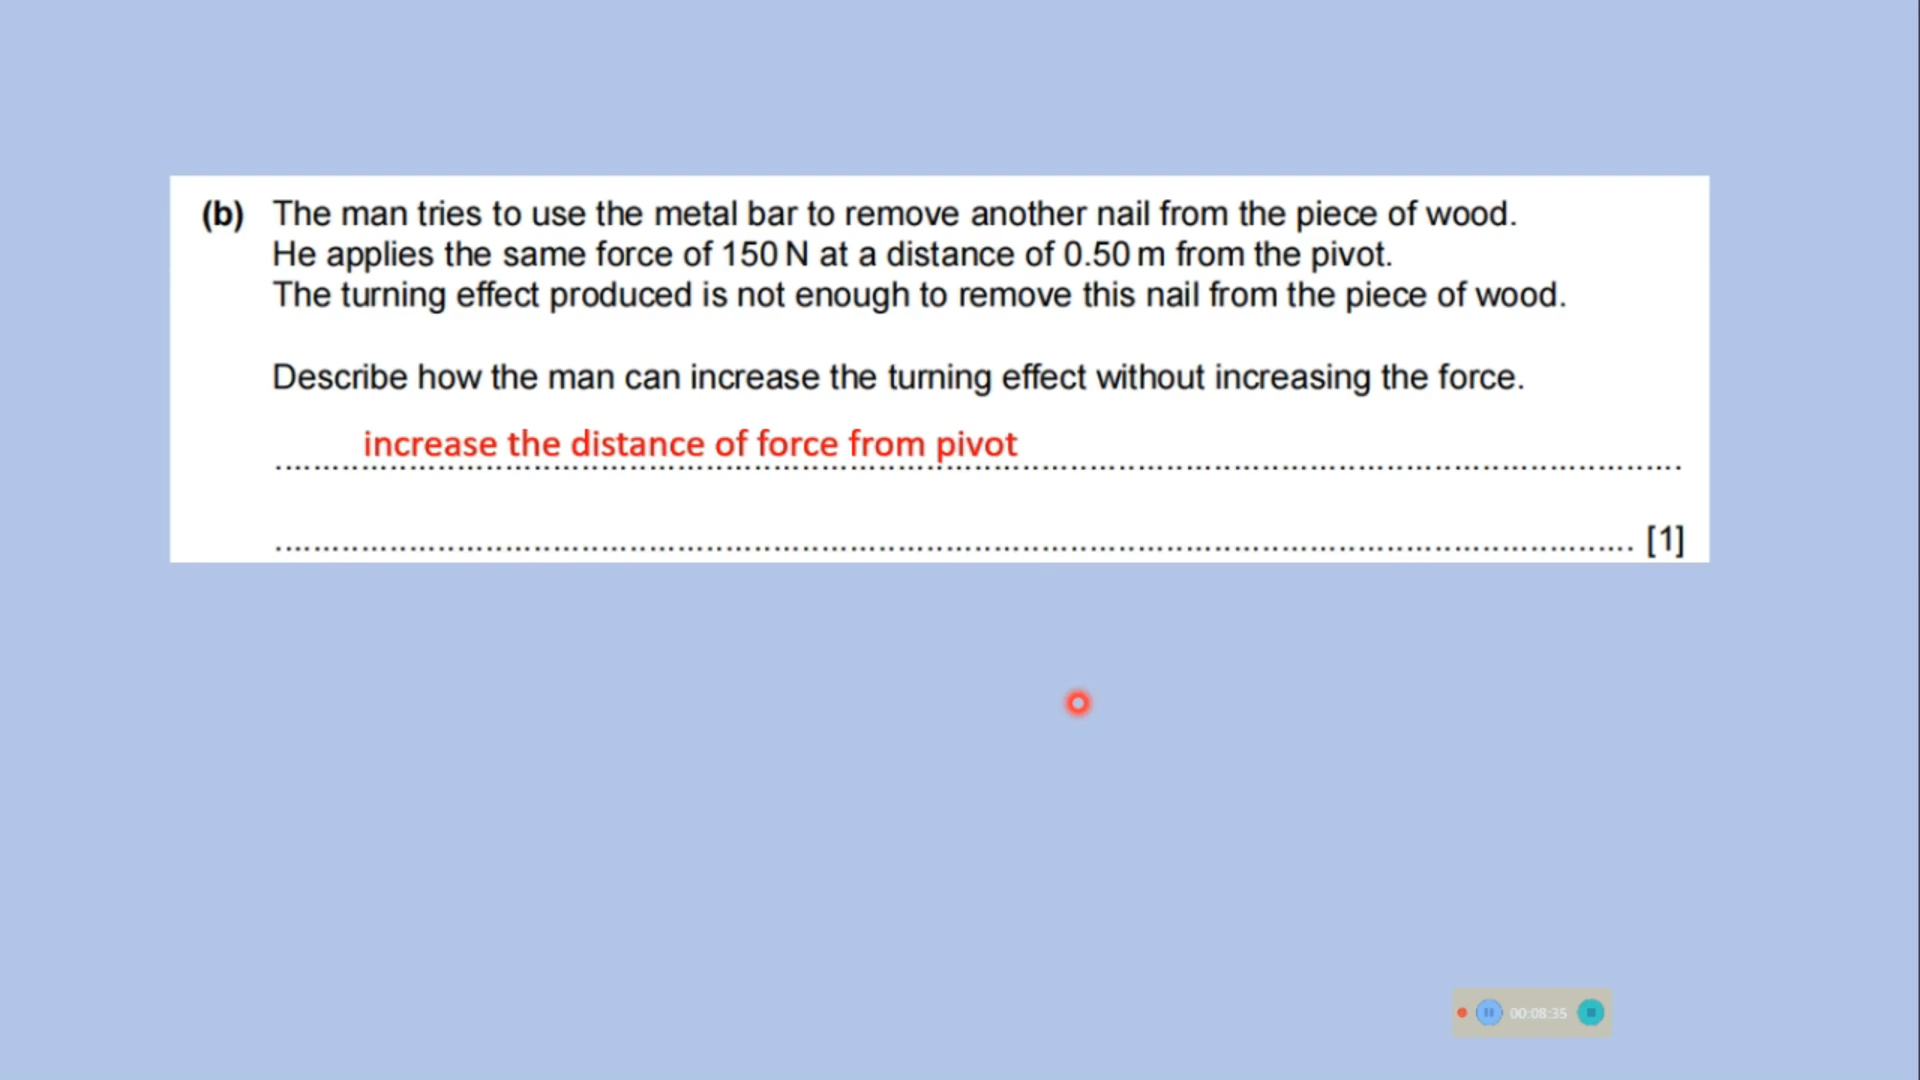 (b) The man tries to use the metal bar to remove another nail from the piece of wood.
He applies the same force of 150 N at a distance of 0.50 m from the pivot.
The turning effect produced is not enough to remove this nail from the piece of wood.
Describe how the man can increase the turning effect without increasing the force.
increase the distance of force from pivot
[1]
00:08:35